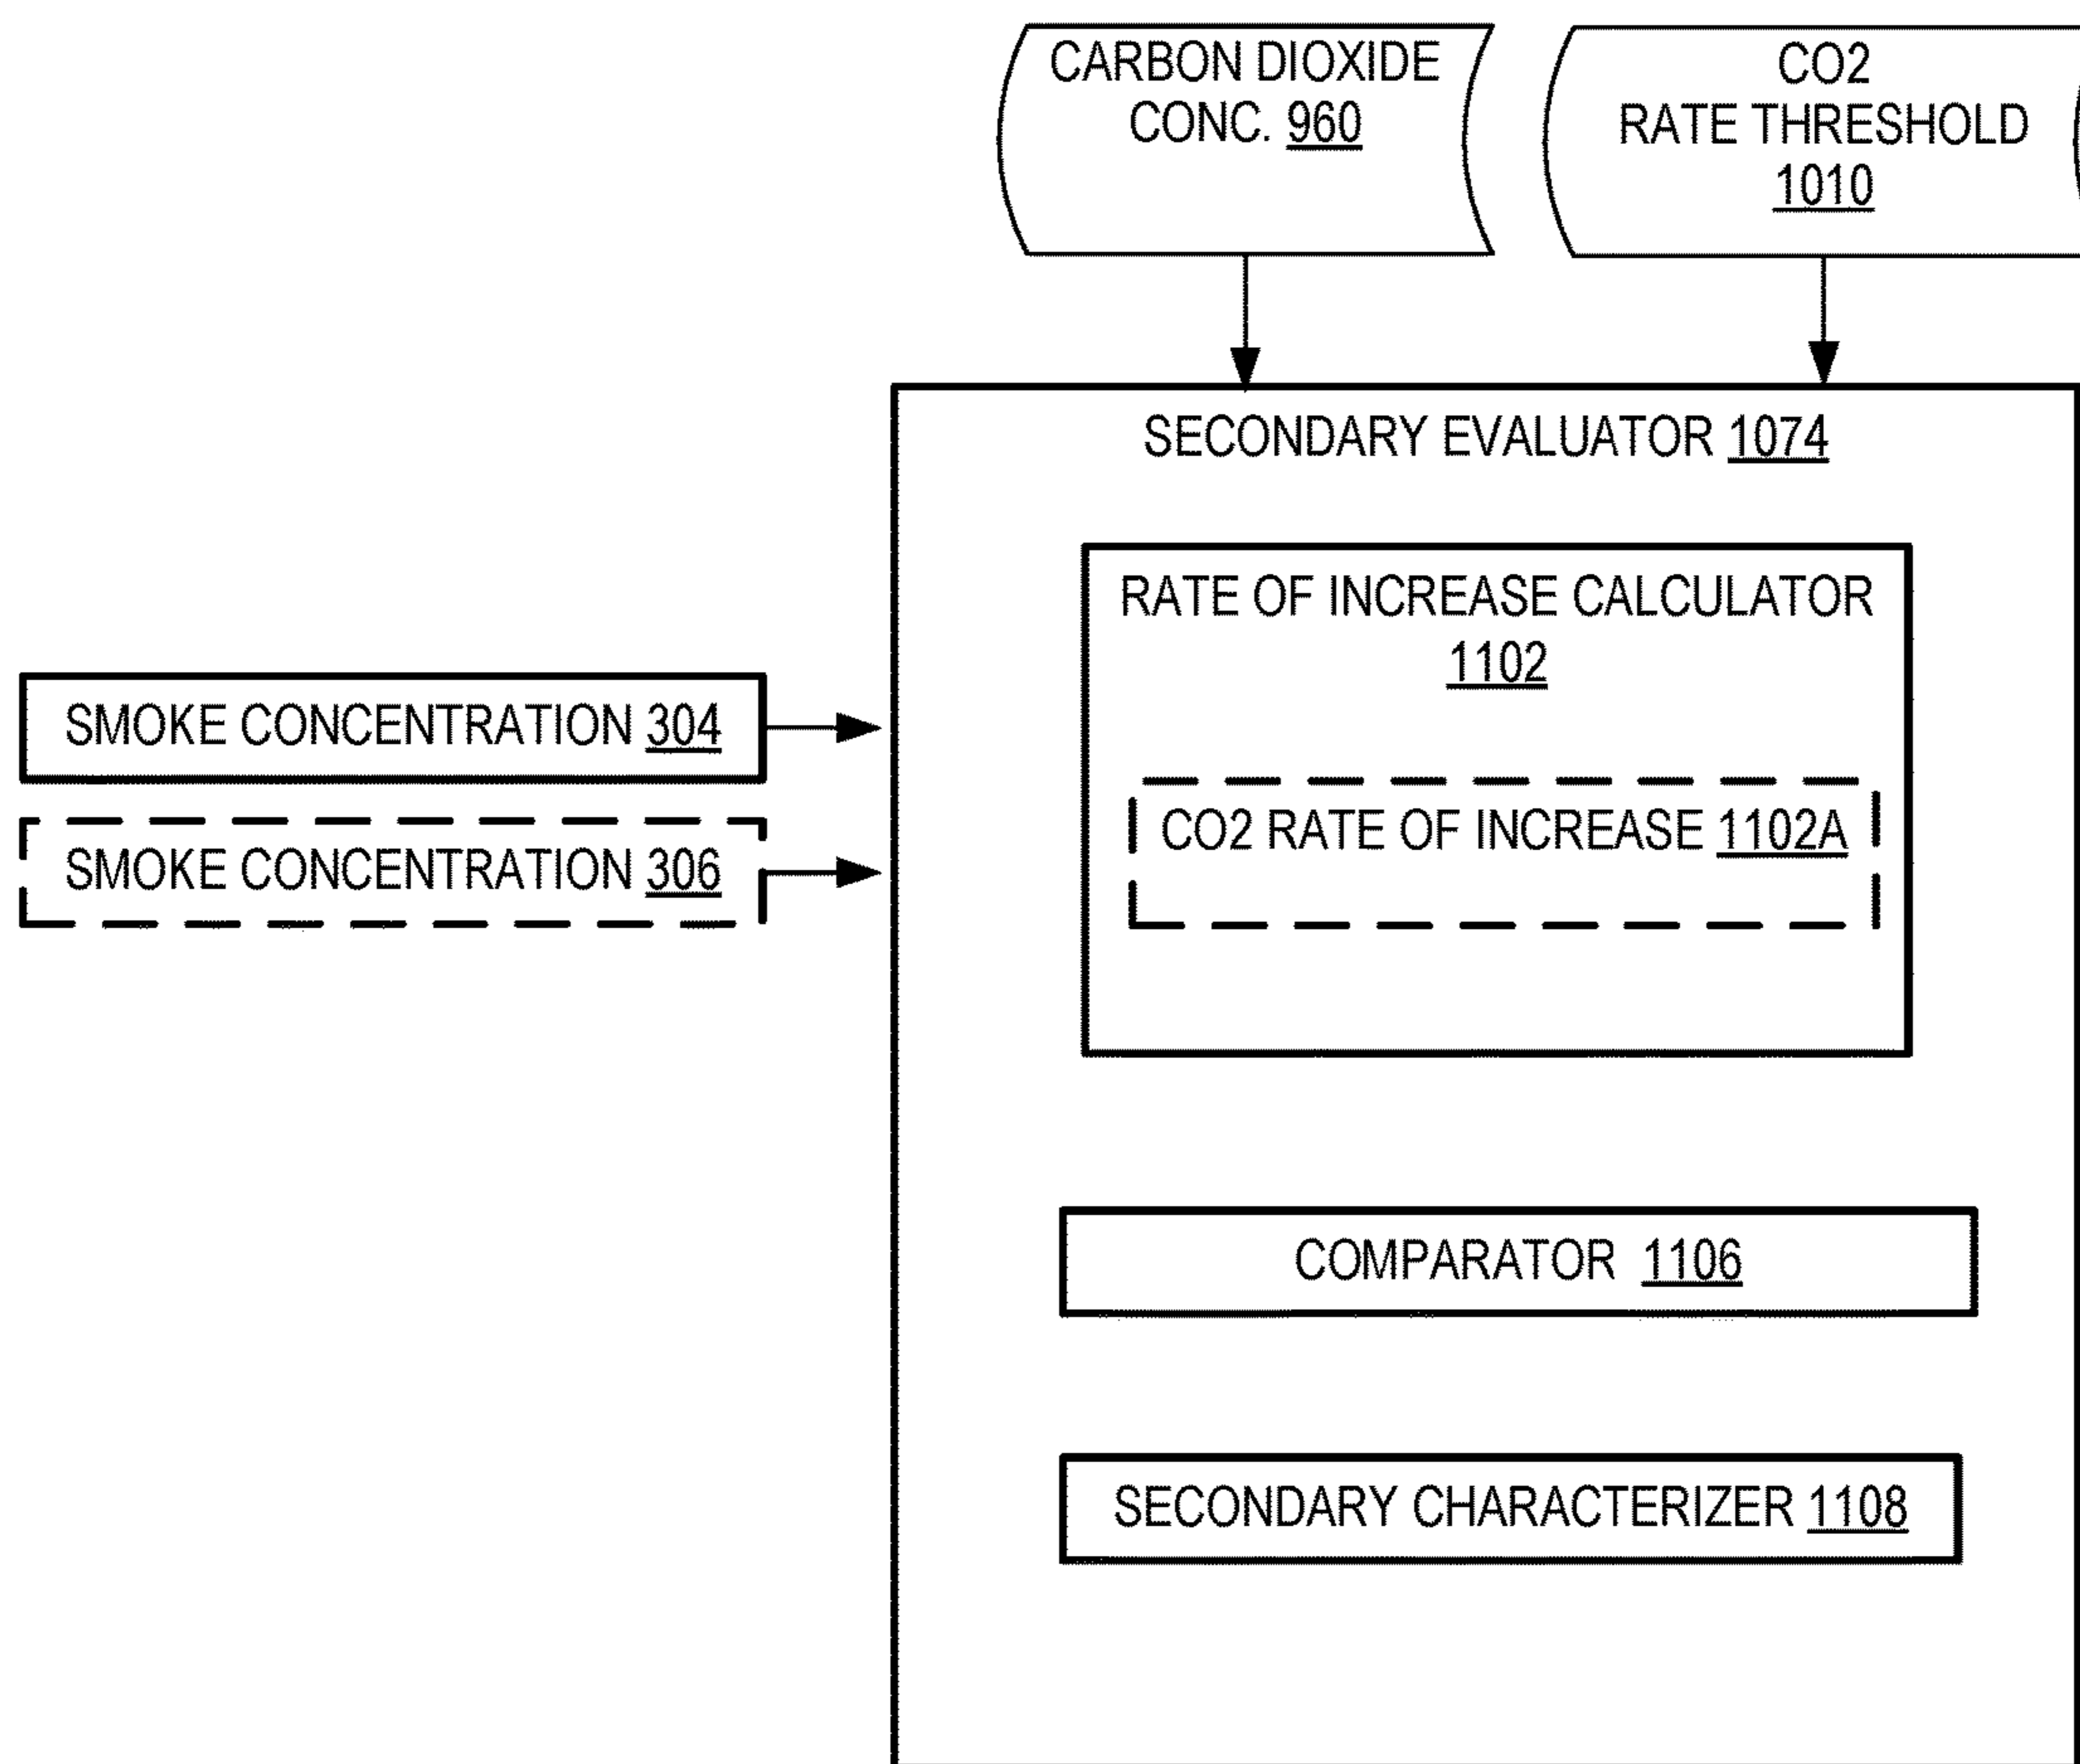 CARBON DIOXIDE
CONC. 960
CO2
RATE THRESHOLD
1010
SECONDARY EVALUATOR 1074
RATE OF INCREASE CALCULATOR
1102
SMOKE CONCENTRATION 304
CO2 RATE OF INCREASE 1102A
SMOKE CONCENTRATION 306
COMPARATOR 1106
SECONDARY CHARACTERIZER 1108